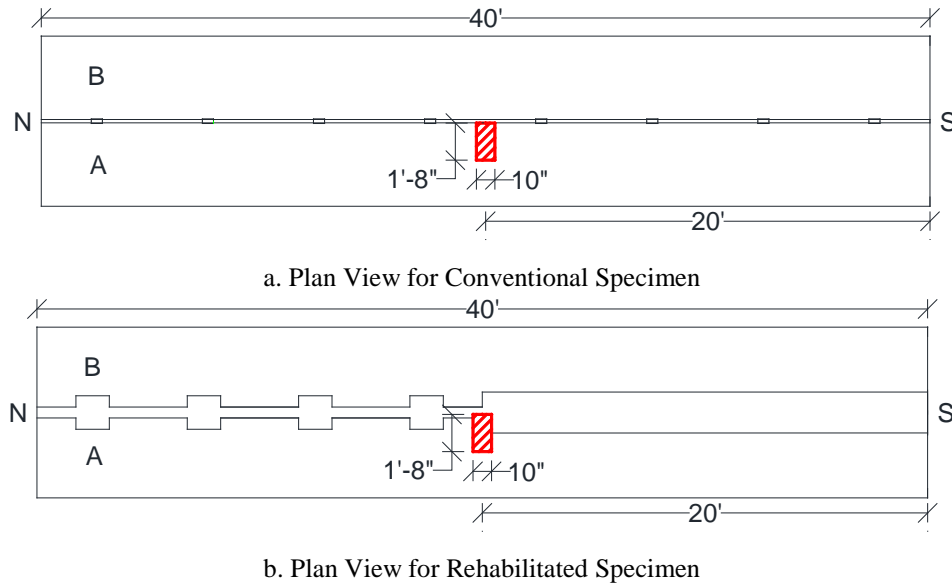 40'
B
N
S
A
1'-8"
10"
20'
a. Plan View for Conventional Specimen
40'
B
N
S
A
1'-8"
10"
20'
b. Plan View for Rehabilitated Specimen